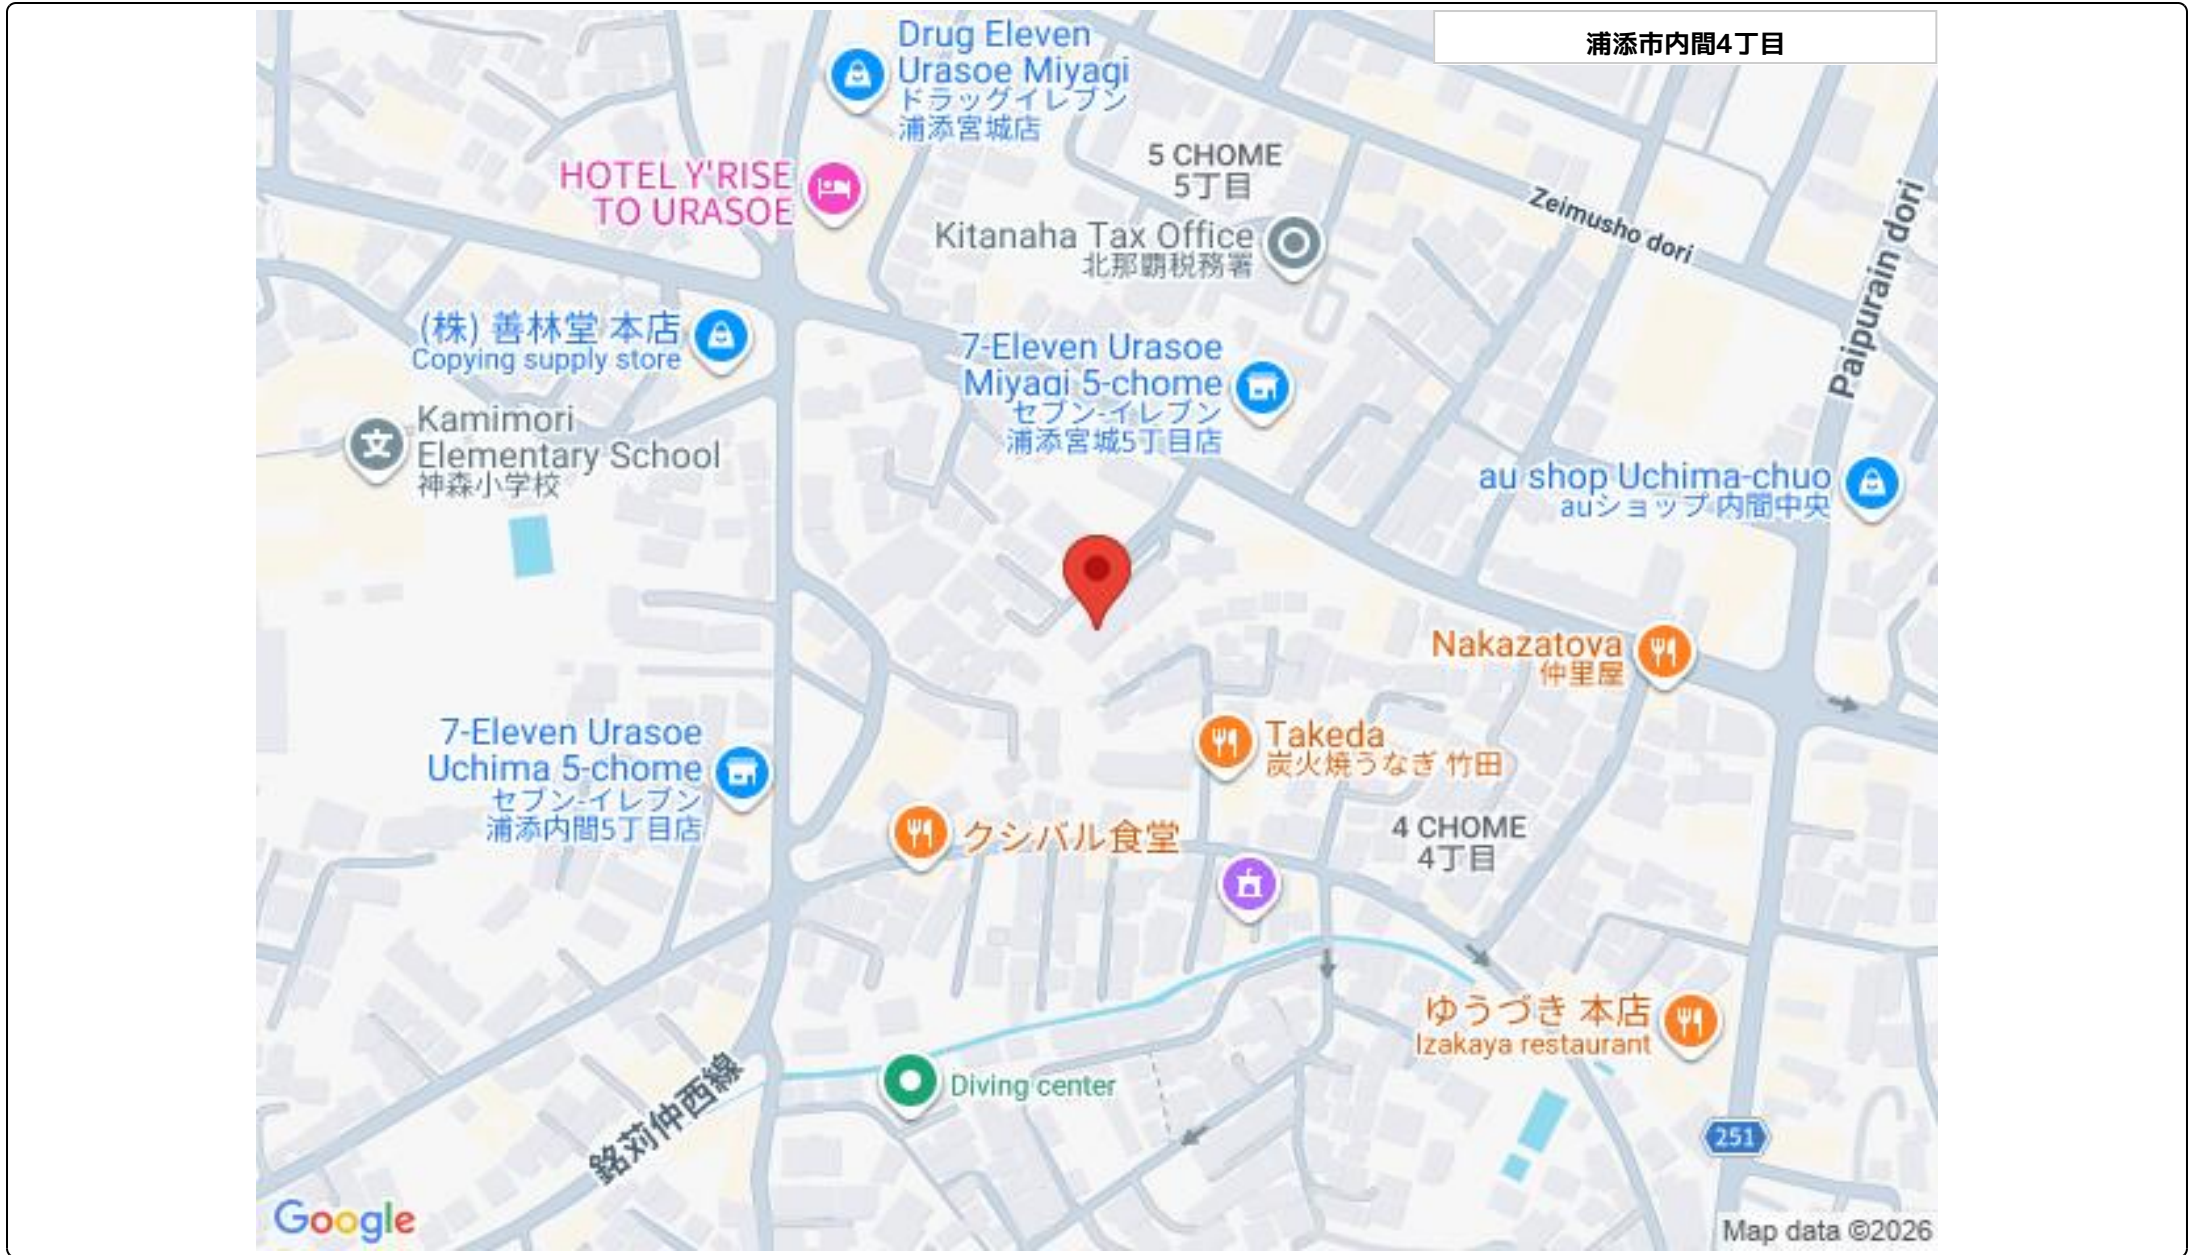 浦添市内間4丁目
Drug Eleven
Urasoe Miyagi
ドラッグイレブン
浦添宮城店
HOTEL Y'RISE
TO URASOE
5 CHOME
5丁目
Zeimusho dori
Paipurain dori
Kitanaha Tax Office
北那覇税務署
(株) 善林堂 本店
Copying supply store
7-Eleven Urasoe
Miyagi 5-chome
セブン-イレブン
浦添宮城5丁目店
Kamimori
Elementary School
神森小学校
au shop Uchima-chuo
auショップ 内間中央
Nakazatoya
仲里屋
7-Eleven Urasoe
Uchima 5-chome
セブン-イレブン
浦添内間5丁目店
Takeda
炭火焼うなぎ 竹田
クシバル食堂
4 CHOME
4丁目
ゆうづき 本店
Izakaya restaurant
Diving center
銘苅仲西線
251
Google
Map data ©2026